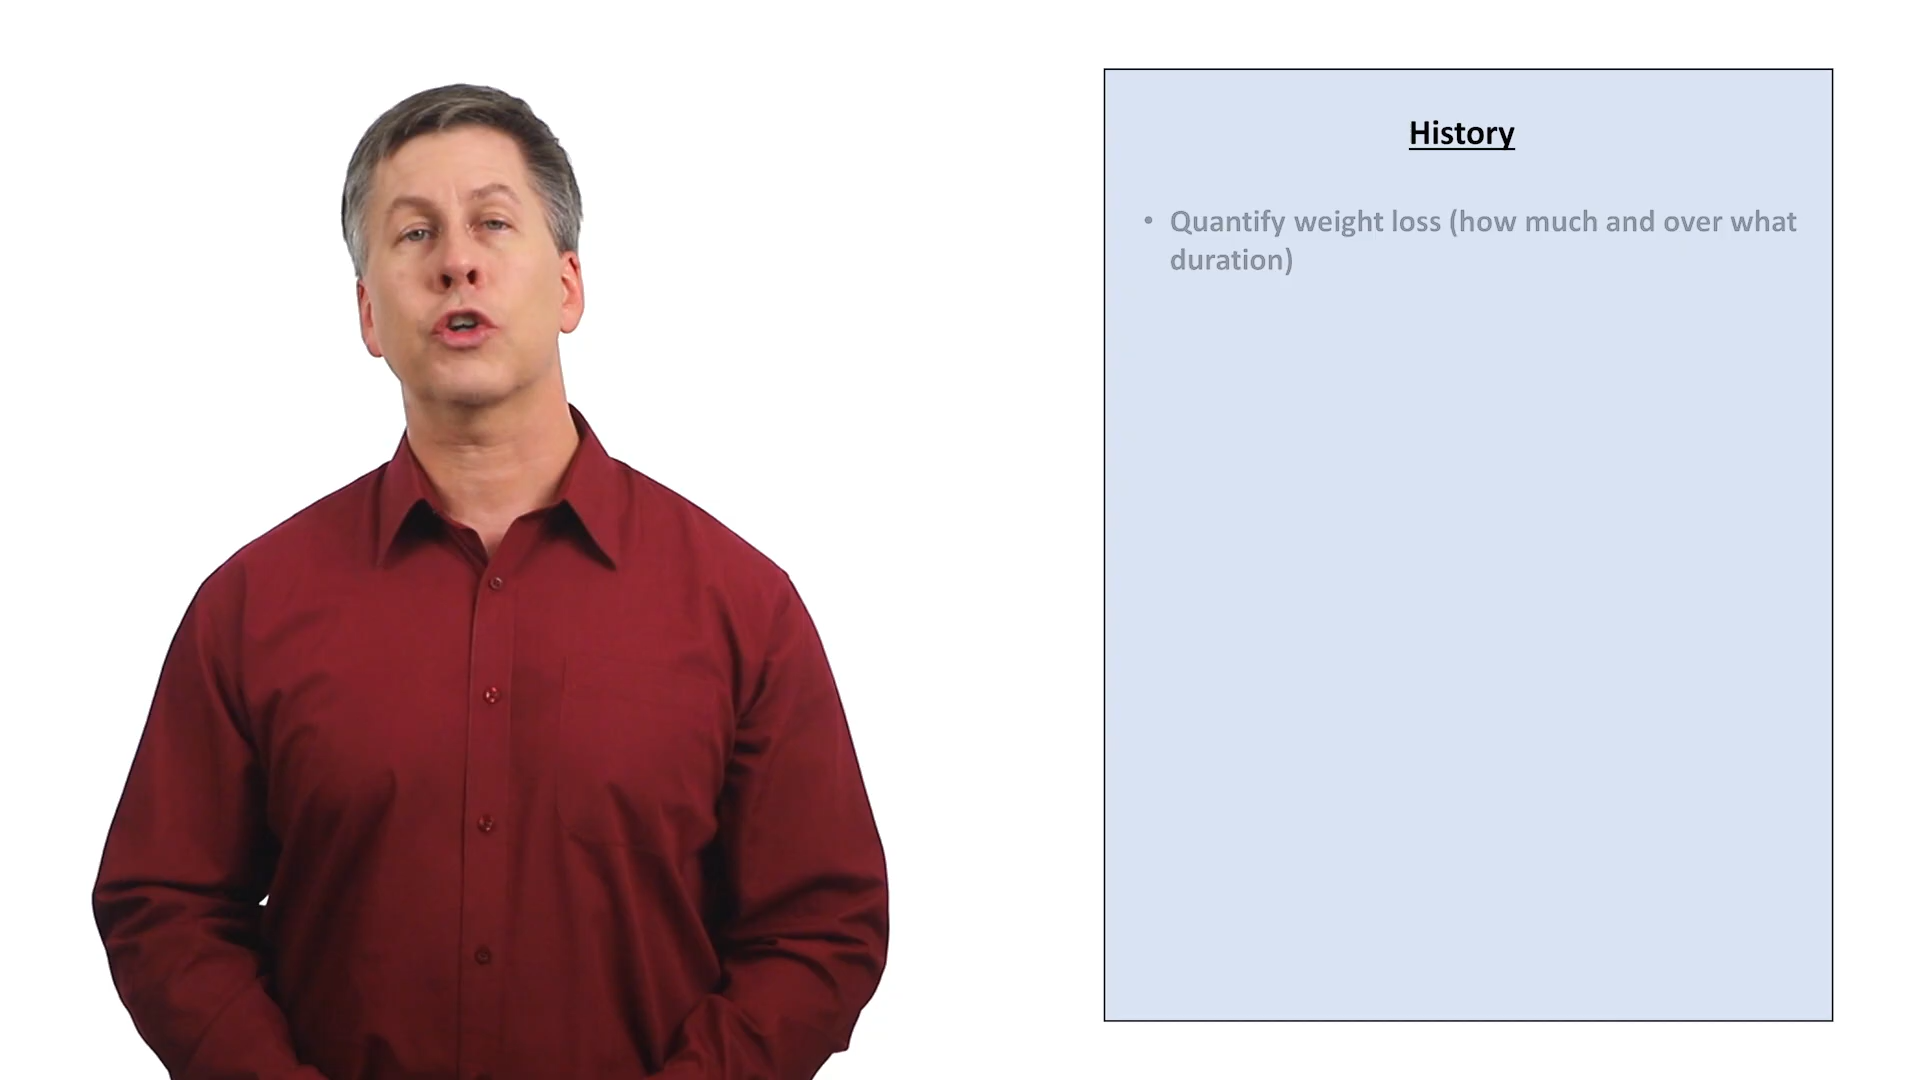 History
• Quantify weight loss (how much and over what
duration)